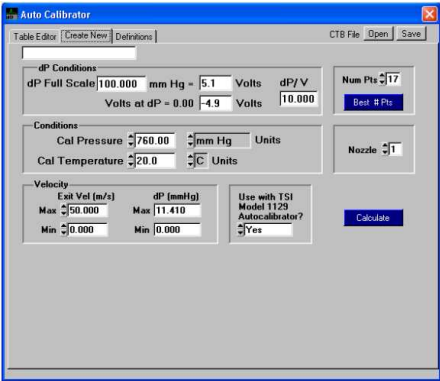 Auto Calibrator
Table Editor Create New Definitions CTB File Open Save
dP Conditions
dP Full Scale 100.000 mm Hg = 5.1 Volts dP/ V
Volts at dP = 0.00 -4.9 Volts 10.000
Num Pts 17
Best # Pts
Conditions
Cal Pressure 760.00 mm Hg Units
Cal Temperature 20.0 C Units
Nozzle 1
Velocity
Exit Vel (m/s) dP (mmHg)
Max 50.000 Max 11.410
Min 0.000 Min 0.000
Use with TSI
Model 1129
Autocalibrator?
Yes
Calculate